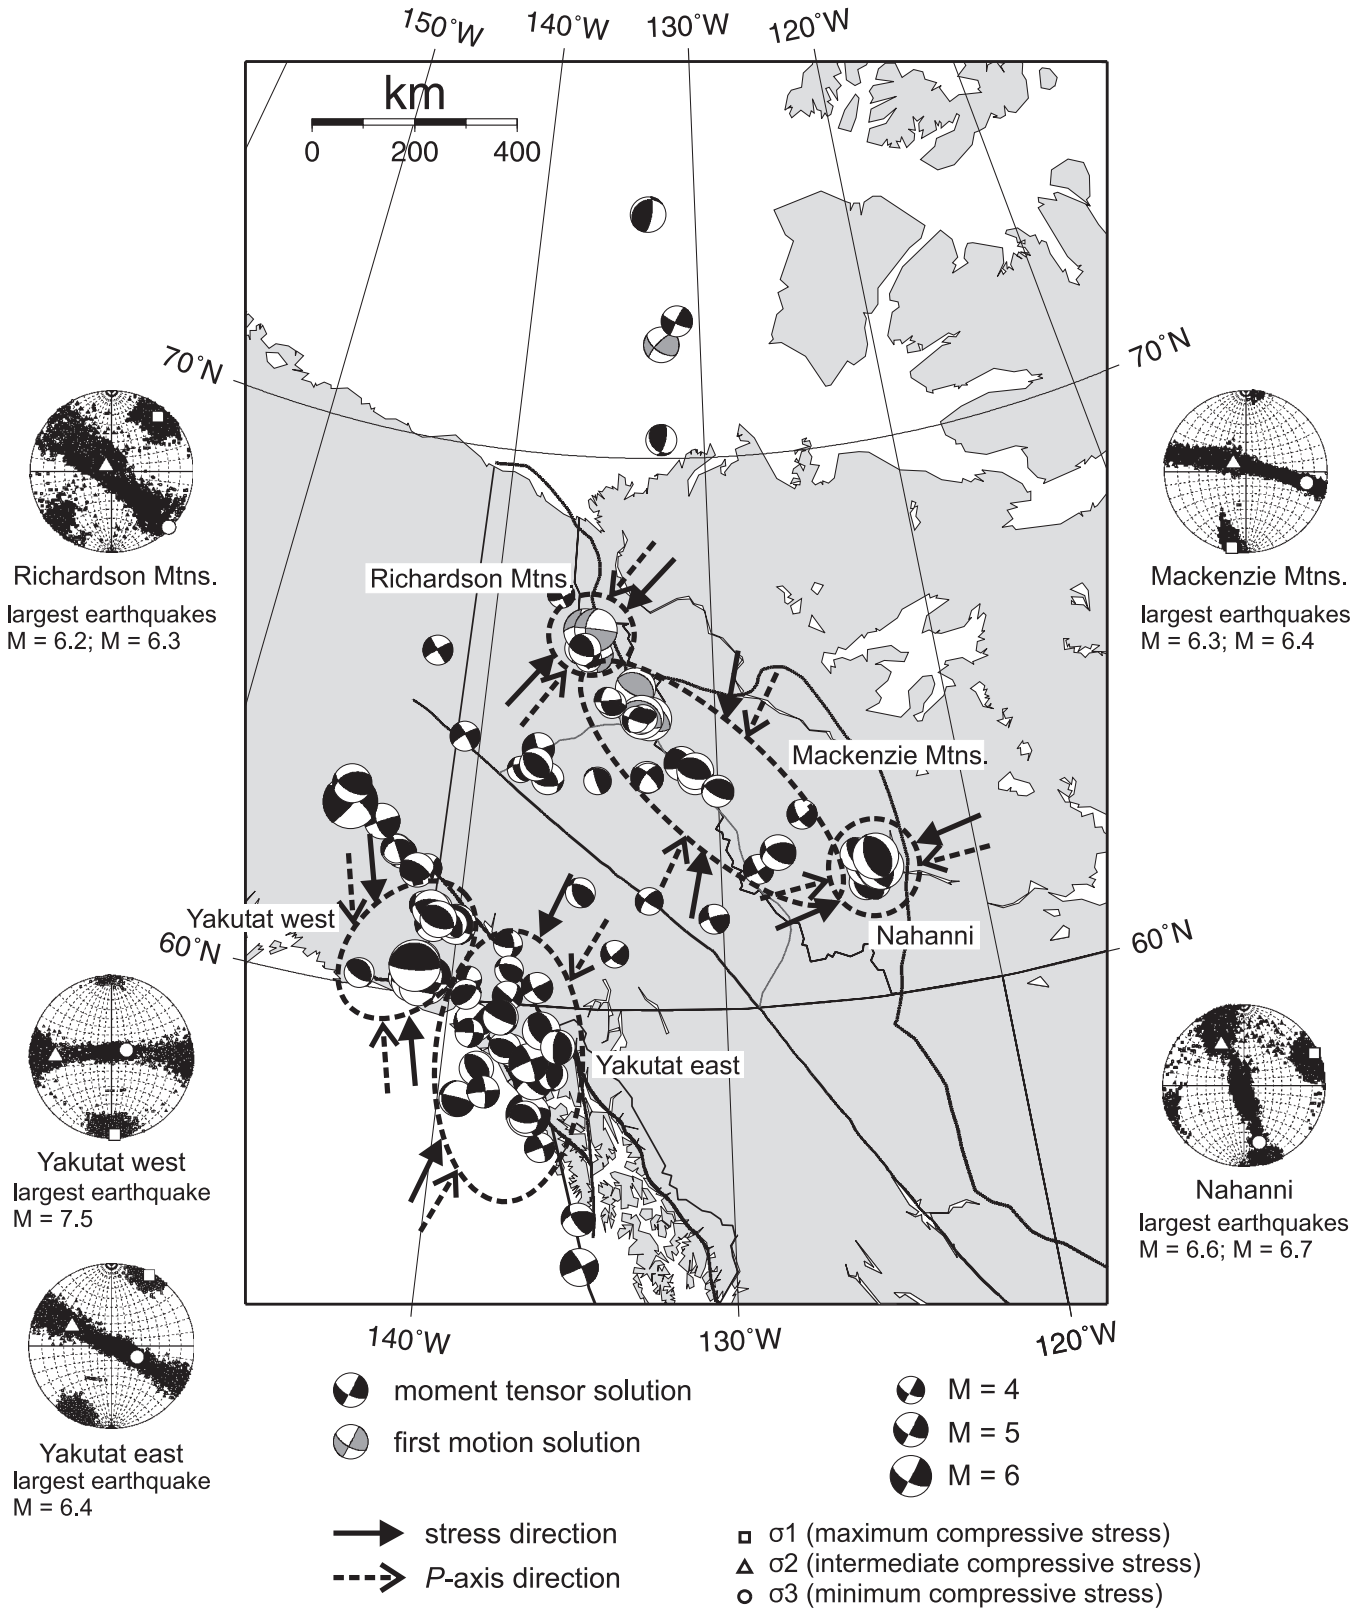 150°W
140°W
130°W
120°W
km
0
200
400
70°N
70°N
Richardson Mtns.
largest earthquakes
M = 6.2; M = 6.3
Mackenzie Mtns.
largest earthquakes
M = 6.3; M = 6.4
Richardson Mtns.
Mackenzie Mtns.
Yakutat west
Nahanni
60°N
60°N
Yakutat east
Yakutat west
largest earthquake
M = 7.5
Nahanni
largest earthquakes
M = 6.6; M = 6.7
140°W
130°W
120°W
Yakutat east
largest earthquake
M = 6.4
moment tensor solution
first motion solution
M = 4
M = 5
M = 6
stress direction
P-axis direction
σ1 (maximum compressive stress)
σ2 (intermediate compressive stress)
σ3 (minimum compressive stress)